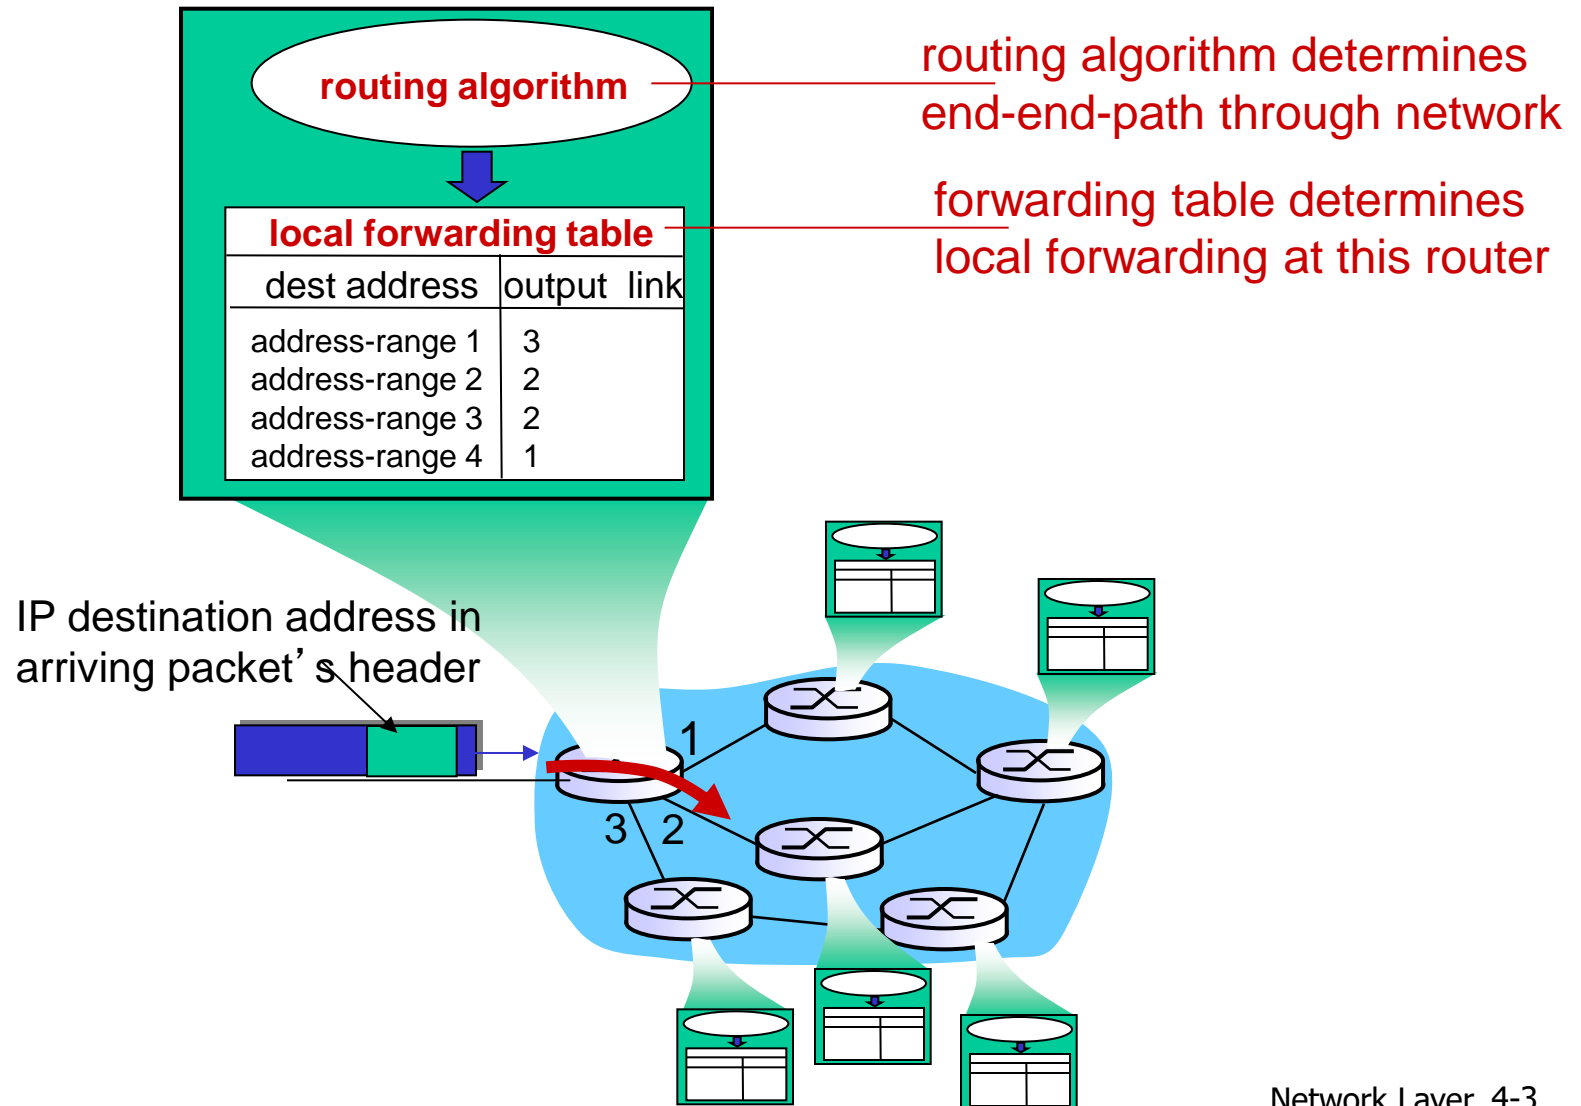 routing algorithm
routing algorithm determines
end-end-path through network
forwarding table determines
local forwarding at this router
local forwarding table
dest address output link
address-range 1 3
address-range 2 2
address-range 3 2
address-range 4 1
IP destination address in
arriving packet’s header
1
3 2
Network Layer 4-3